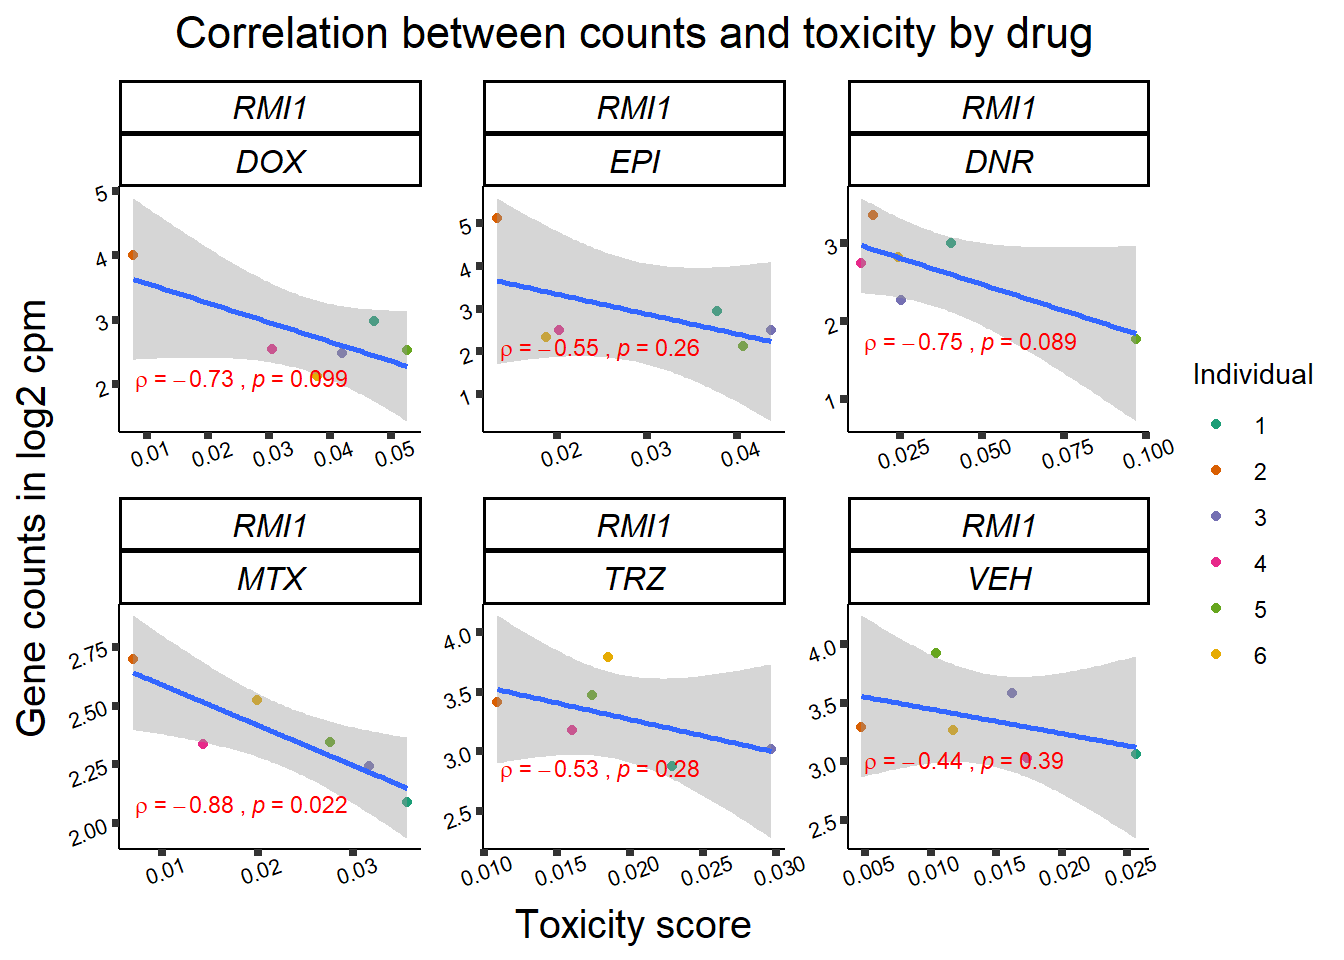 Correlation between counts and toxicity by drug
RMI1
DOX
5
4
3
2
ρ = −0.73 , p = 0.099
0.01
0.02
0.03
0.04
0.05
RMI1
EPI
5
4
3
2
1
ρ = −0.55 , p = 0.26
0.02
0.03
0.04
RMI1
DNR
3
2
1
ρ = −0.75 , p = 0.089
0.025
0.050
0.075
0.100
RMI1
MTX
2.75
2.50
2.25
2.00
ρ = −0.88 , p = 0.022
0.01
0.02
0.03
RMI1
TRZ
4.0
3.5
3.0
2.5
ρ = −0.53 , p = 0.28
0.010
0.015
0.020
0.025
0.030
RMI1
VEH
4.0
3.5
3.0
2.5
ρ = −0.44 , p = 0.39
0.005
0.010
0.015
0.020
0.025
Gene counts in log2 cpm
Toxicity score
Individual
1
2
3
4
5
6